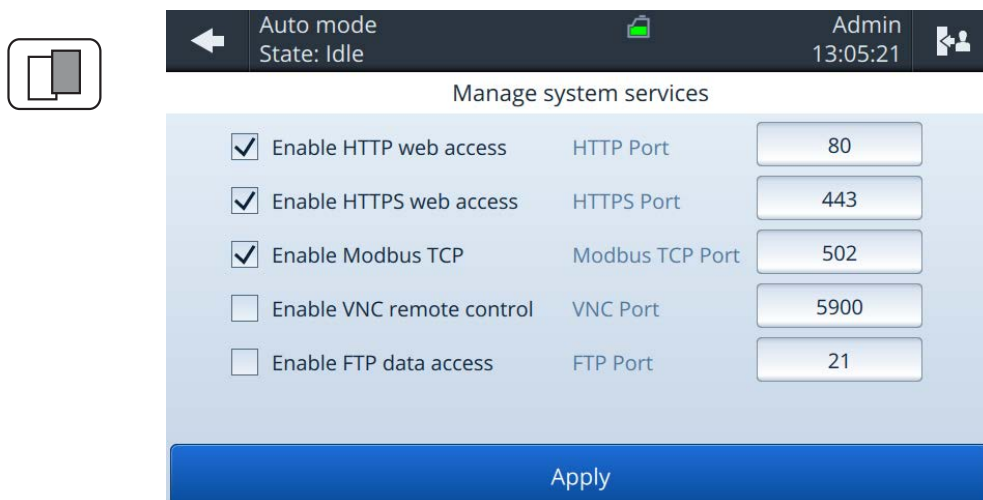 Auto mode
Admin
State: Idle
13:05:21
Manage system services
Enable HTTP web access HTTP Port 80
Enable HTTPS web access HTTPS Port 443
Enable Modbus TCP Modbus TCP Port 502
Enable VNC remote control VNC Port 5900
Enable FTP data access FTP Port 21
Apply